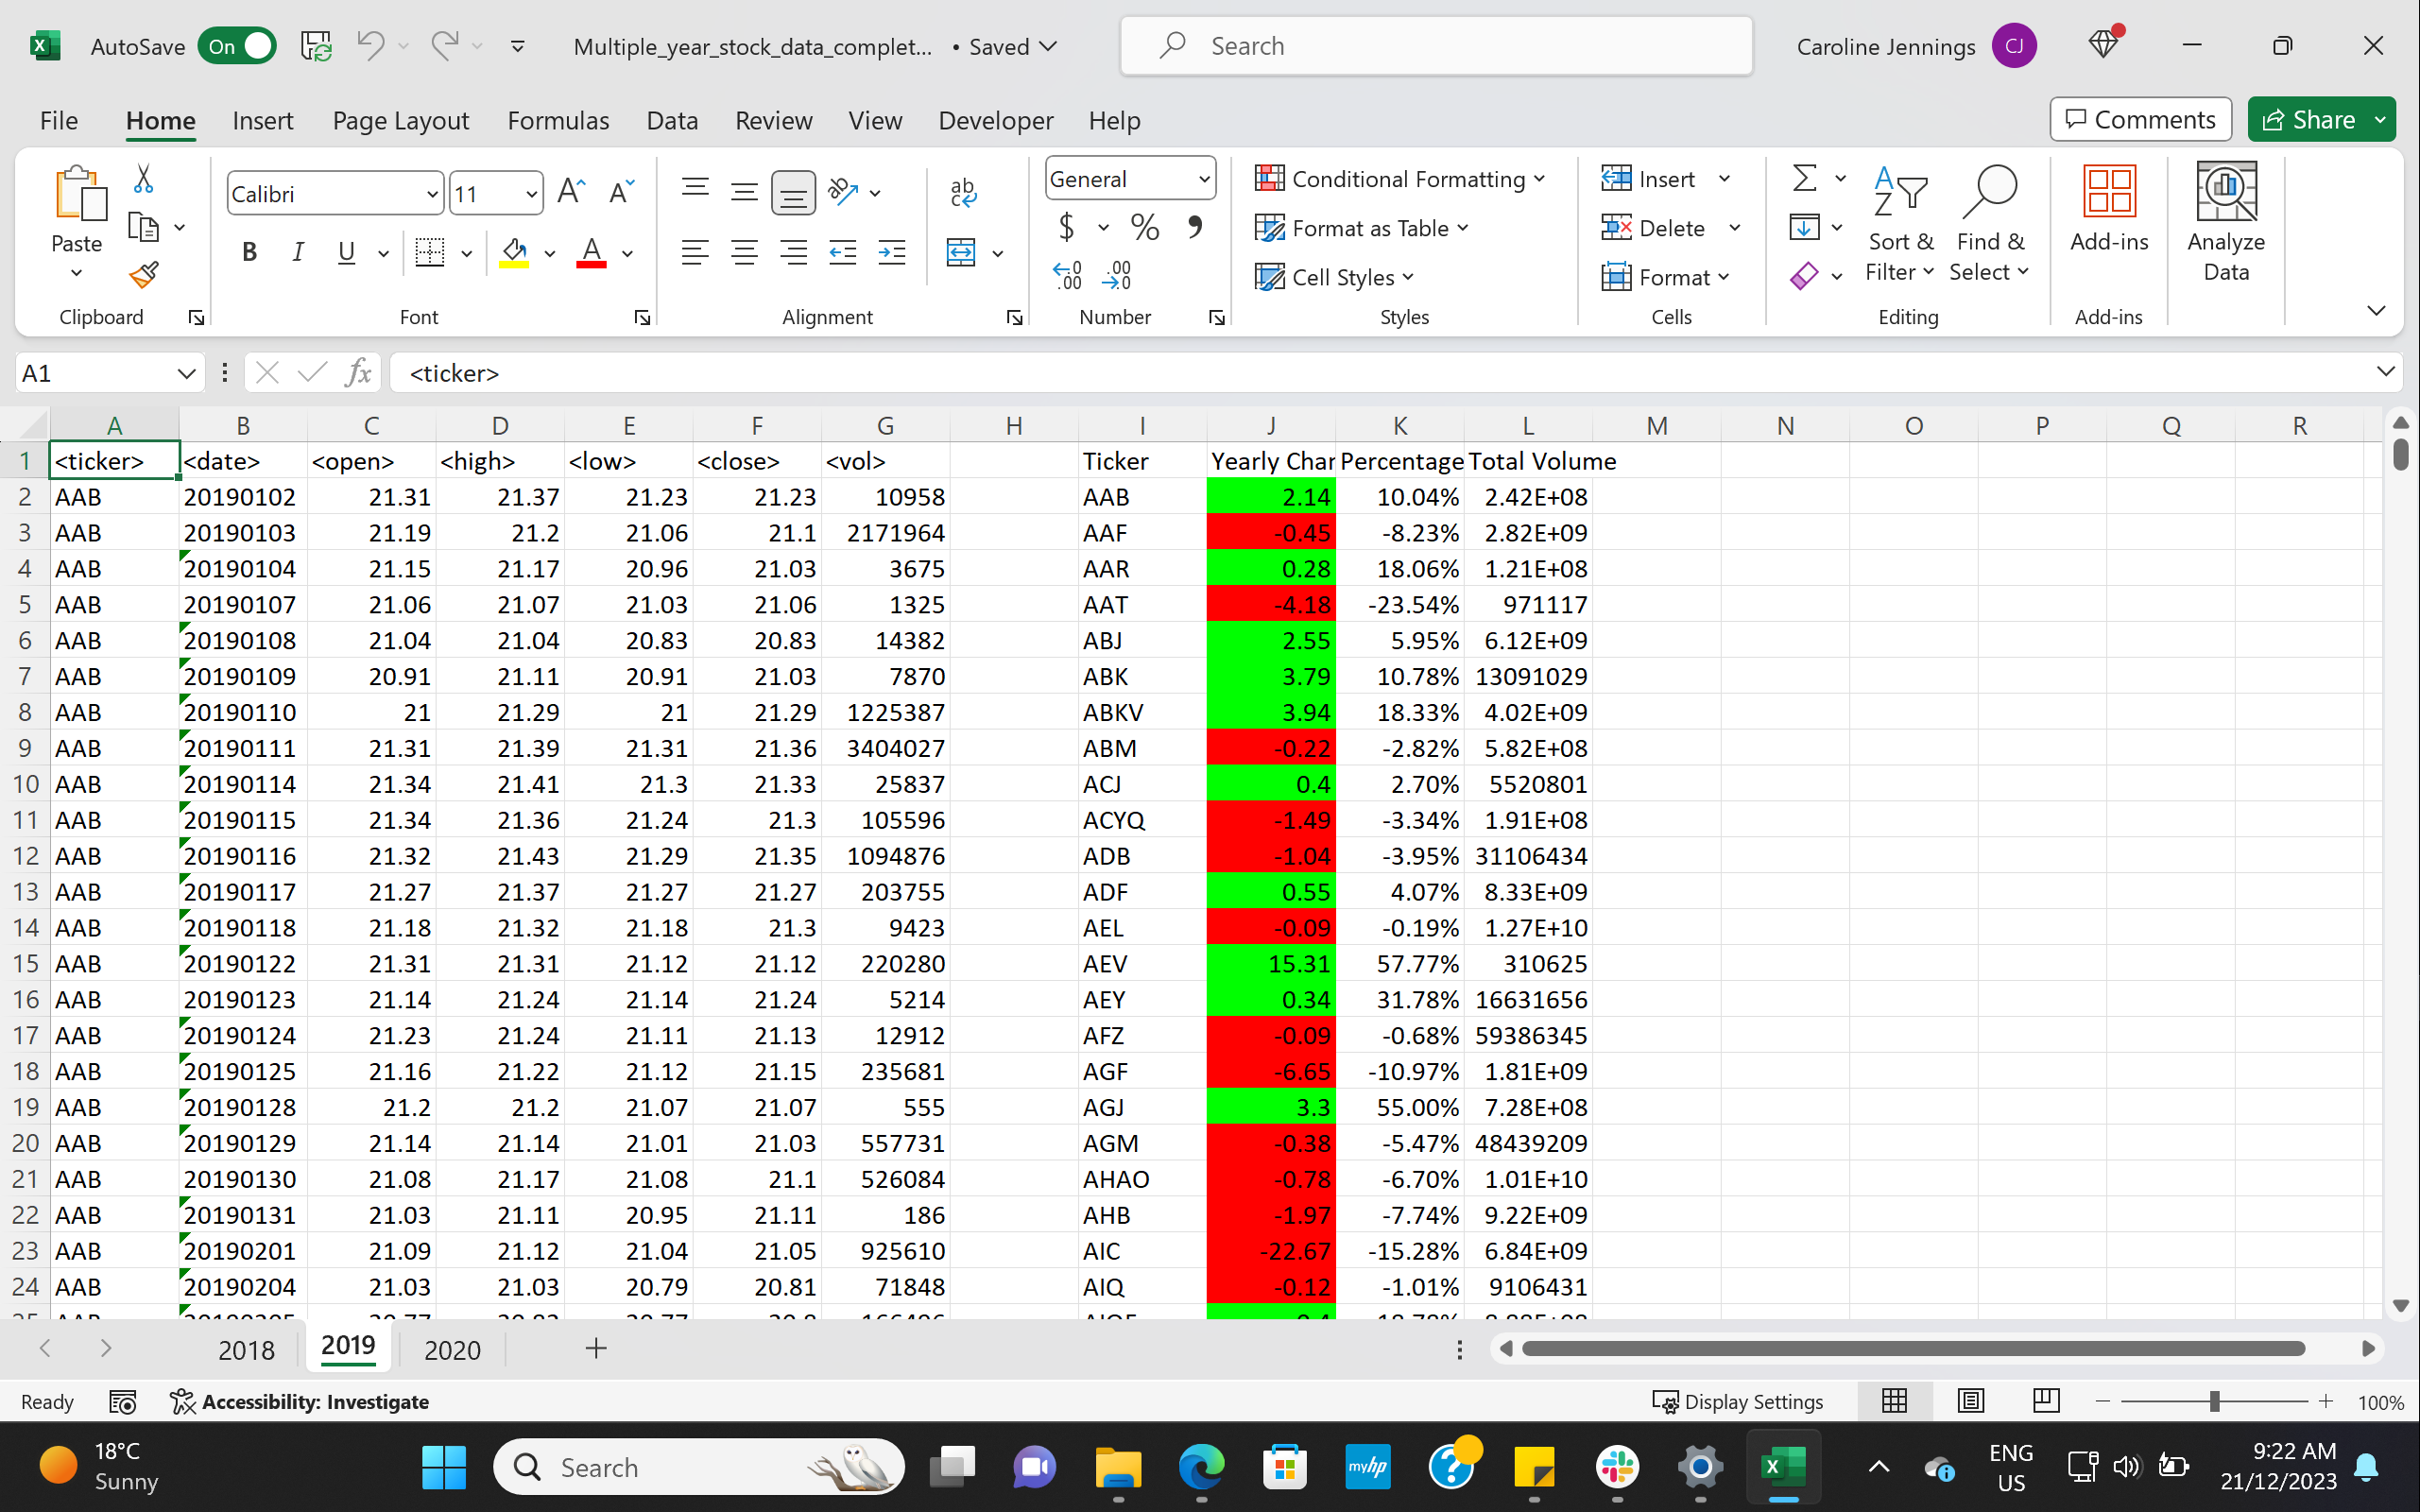 AutoSave On Multiple_year_stock_data_complet... • Saved Search Caroline Jennings CJ
File Home Insert Page Layout Formulas Data Review View Developer Help Comments Share
Paste Clipboard
Calibri 11 B I U A Font
ab Alignment
General $ % Number
Conditional Formatting
Format as Table
Cell Styles
Styles
Insert
Delete
Format
Cells
Sort & Filter Find & Select Editing
Add-ins Add-ins
Analyze Data
A1 fx <ticker>
A B C D E F G H I J K L M N O P Q R
1 <ticker> <date> <open> <high> <low> <close> <vol> Ticker Yearly Char Percentage Total Volume
2 AAB 20190102 21.31 21.37 21.23 21.23 10958 AAB 2.14 10.04% 2.42E+08
3 AAB 20190103 21.19 21.2 21.06 21.1 2171964 AAF -0.45 -8.23% 2.82E+09
4 AAB 20190104 21.15 21.17 20.96 21.03 3675 AAR 0.28 18.06% 1.21E+08
5 AAB 20190107 21.06 21.07 21.03 21.06 1325 AAT -4.18 -23.54% 971117
6 AAB 20190108 21.04 21.04 20.83 20.83 14382 ABJ 2.55 5.95% 6.12E+09
7 AAB 20190109 20.91 21.11 20.91 21.03 7870 ABK 3.79 10.78% 13091029
8 AAB 20190110 21 21.29 21 21.29 1225387 ABKV 3.94 18.33% 4.02E+09
9 AAB 20190111 21.31 21.39 21.31 21.36 3404027 ABM -0.22 -2.82% 5.82E+08
10 AAB 20190114 21.34 21.41 21.3 21.33 25837 ACJ 0.4 2.70% 5520801
11 AAB 20190115 21.34 21.36 21.24 21.3 105596 ACYQ -1.49 -3.34% 1.91E+08
12 AAB 20190116 21.32 21.43 21.29 21.35 1094876 ADB -1.04 -3.95% 31106434
13 AAB 20190117 21.27 21.37 21.27 21.27 203755 ADF 0.55 4.07% 8.33E+09
14 AAB 20190118 21.18 21.32 21.18 21.3 9423 AEL -0.09 -0.19% 1.27E+10
15 AAB 20190122 21.31 21.31 21.12 21.12 220280 AEV 15.31 57.77% 310625
16 AAB 20190123 21.14 21.24 21.14 21.24 5214 AEY 0.34 31.78% 16631656
17 AAB 20190124 21.23 21.24 21.11 21.13 12912 AFZ -0.09 -0.68% 59386345
18 AAB 20190125 21.16 21.22 21.12 21.15 235681 AGF -6.65 -10.97% 1.81E+09
19 AAB 20190128 21.2 21.2 21.07 21.07 555 AGJ 3.3 55.00% 7.28E+08
20 AAB 20190129 21.14 21.14 21.01 21.03 557731 AGM -0.38 -5.47% 48439209
21 AAB 20190130 21.08 21.17 21.08 21.1 526084 AHAO -0.78 -6.70% 1.01E+10
22 AAB 20190131 21.03 21.11 20.95 21.11 186 AHB -1.97 -7.74% 9.22E+09
23 AAB 20190201 21.09 21.12 21.04 21.05 925610 AIC -22.67 -15.28% 6.84E+09
24 AAB 20190204 21.03 21.03 20.79 20.81 71848 AIQ -0.12 -1.01% 9106431
2018 2019 2020
Ready Accessibility: Investigate Display Settings 100%
18°C
Sunny
Search
myhp
ENG
US
9:22 AM
21/12/2023